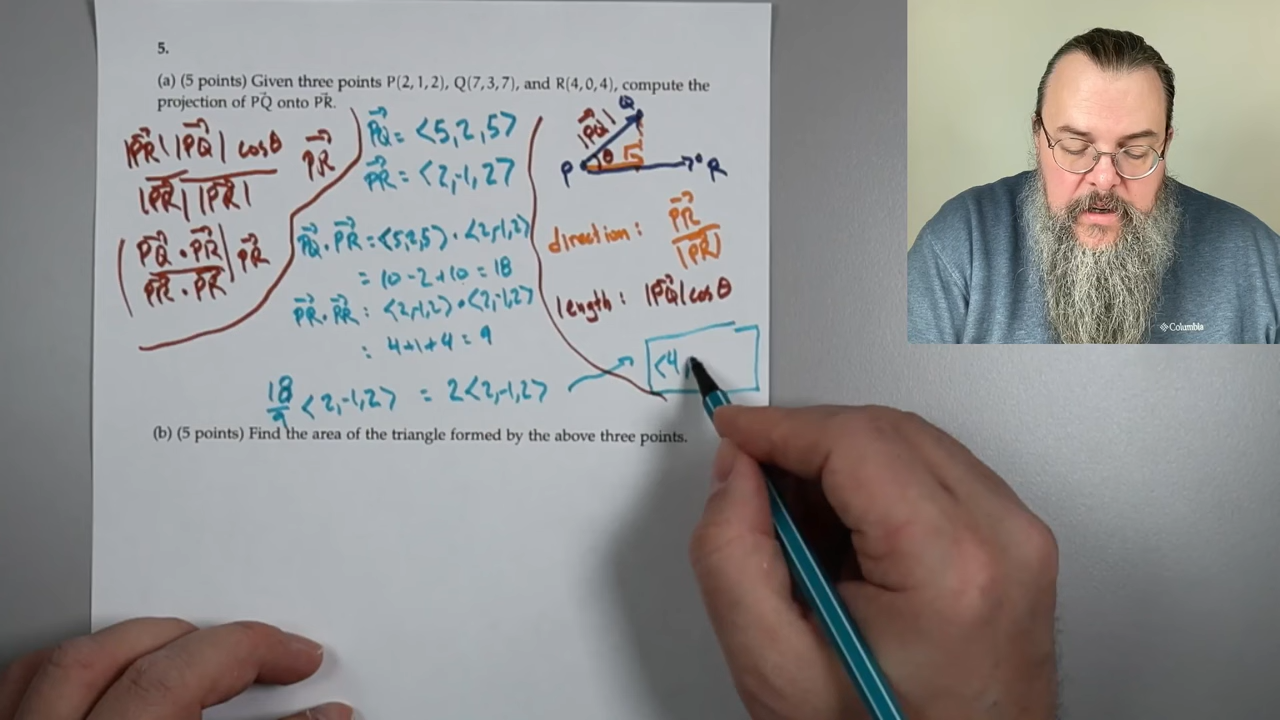 5.
(a) (5 points) Given three points P(2,1,2), Q(7,3,7), and R(4,0,4), compute the
projection of PQ⃗ onto PR⃗.
|PR⃗| |PQ⃗| cosθ PR⃗
|PR⃗| |PR⃗|
(PQ⃗ · PR⃗ / PR⃗ · PR⃗) PR⃗
PQ⃗ = <5,2,5>
PR⃗ = <2,-1,2>
PQ⃗ · PR⃗ = <5,2,5> · <2,-1,2>
= 10-2+10 = 18
PR⃗ · PR⃗ = <2,-1,2> · <2,-1,2>
= 4+1+4 = 9
18/9 <2,-1,2> = 2<2,-1,2>
|PQ⃗| Q
P θ R
direction: PR⃗/|PR⃗|
length: |PQ⃗| cosθ
<4,
(b) (5 points) Find the area of the triangle formed by the above three points.
Columbia